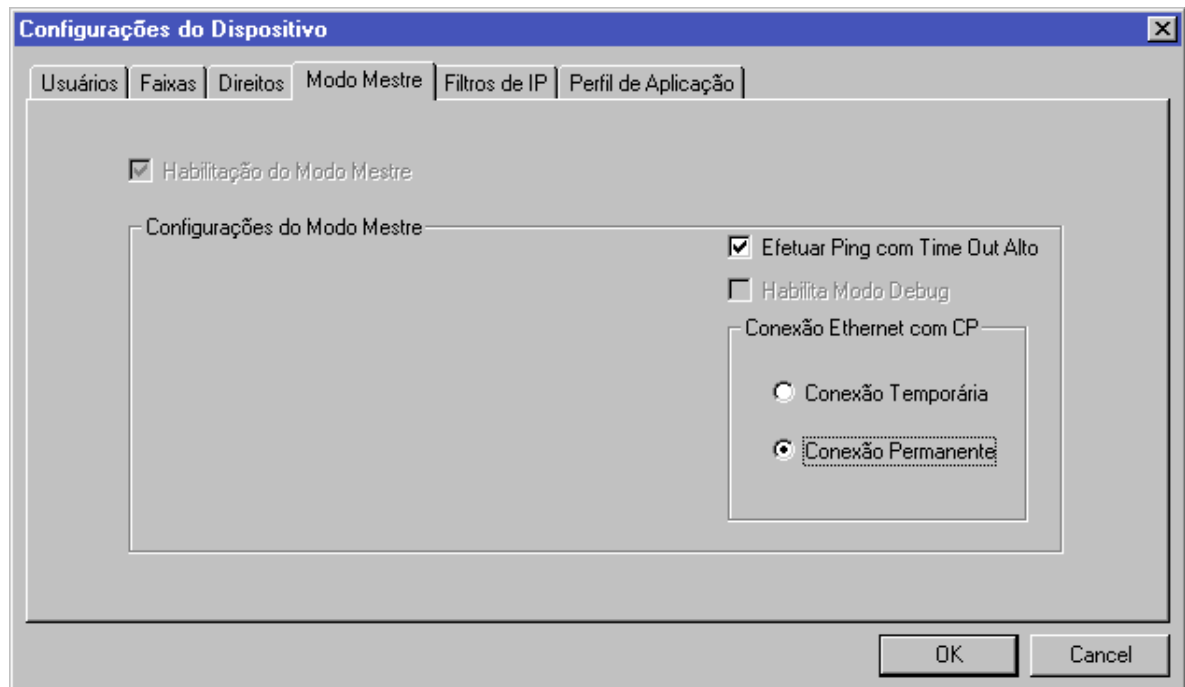 Configurações do Dispositivo
Usuários Faixas Direitos Modo Mestre Filtros de IP Perfil de Aplicação
Habilitação do Modo Mestre
Configurações do Modo Mestre
Efetuar Ping com Time Out Alto
Habilita Modo Debug
Conexão Ethernet com CP
Conexão Temporária
Conexão Permanente
OK Cancel